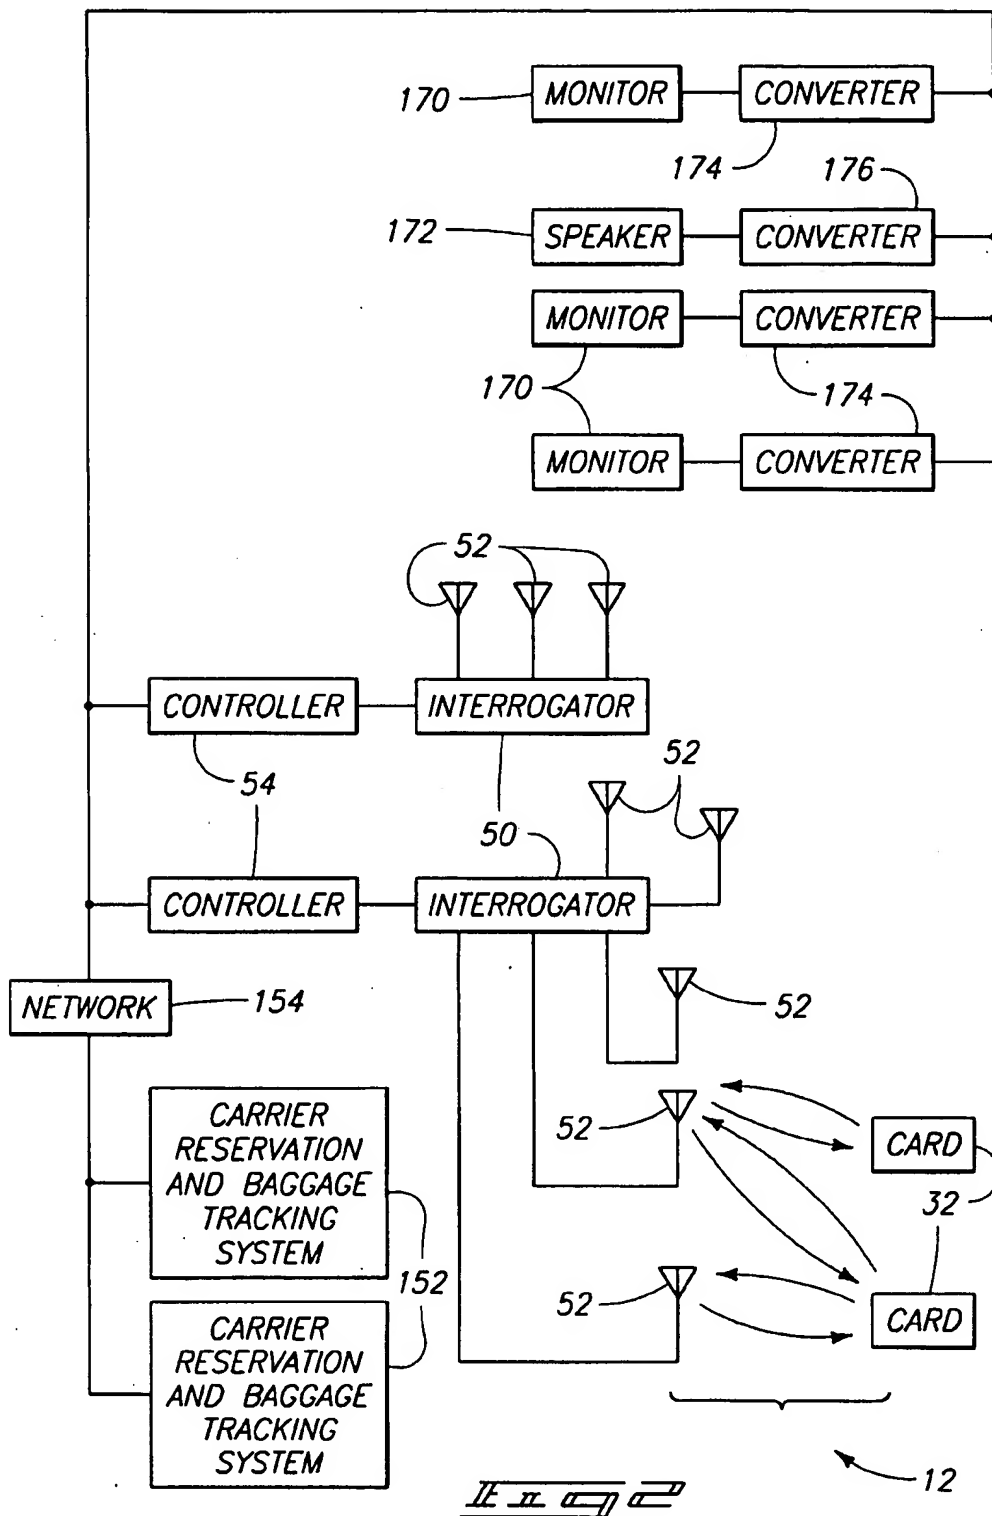 170 MONITOR CONVERTER
174 176
172 SPEAKER CONVERTER
MONITOR CONVERTER
170 174
MONITOR CONVERTER
52
CONTROLLER INTERROGATOR
54 52
50
CONTROLLER INTERROGATOR
NETWORK 154 52
CARRIER
RESERVATION
AND BAGGAGE
TRACKING
SYSTEM
52 CARD
32
152
52 CARD
CARRIER
RESERVATION
AND BAGGAGE
TRACKING
SYSTEM
12
Fig 2